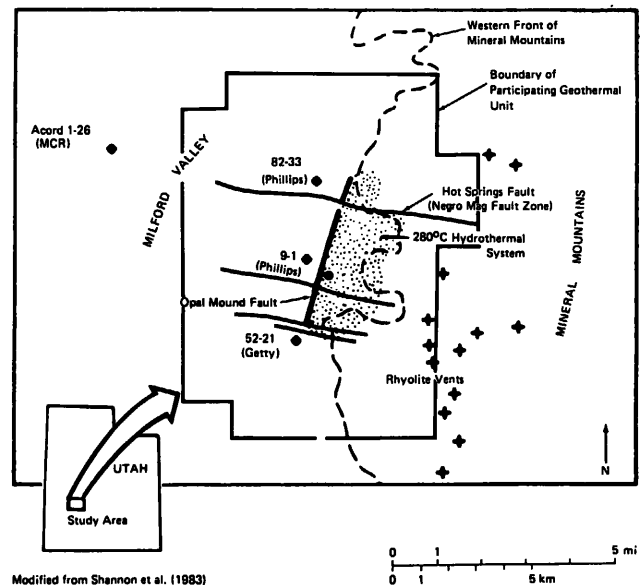 Western Front of
Mineral Mountains
Boundary of
Participating Geothermal
Unit
Acord 1-26
(MCR)
MILFORD VALLEY
82-33
(Phillips)
Hot Springs Fault
(Negro Mag Fault Zone)
280°C Hydrothermal
System
MINERAL MOUNTAINS
9-1
(Phillips)
Opal Mound Fault
52-21
(Getty)
Rhyolite Vents
UTAH
Study Area
N
0 1 5 mi
0 1 5 km
Modified from Shannon et al. (1983)